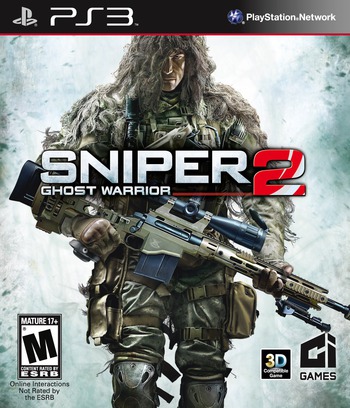 PS3
PlayStation®Network
SNIPER 2
GHOST WARRIOR
MATURE 17+
M
CONTENT RATED BY
ESRB
Online Interactions
Not Rated by
the ESRB
3D
Compatible
Game
Gi
GAMES